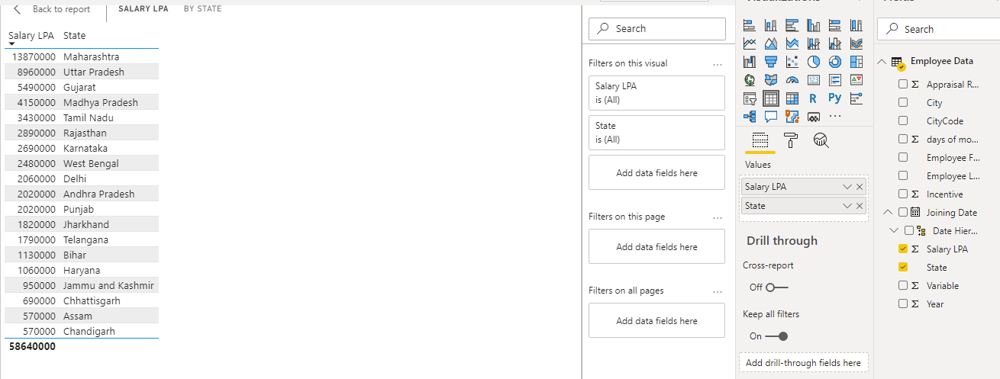 Back to report
SALARY LPA
BY STATE
Salary LPA State
13870000 Maharashtra
8960000 Uttar Pradesh
5490000 Gujarat
4150000 Madhya Pradesh
3430000 Tamil Nadu
2890000 Rajasthan
2690000 Karnataka
2480000 West Bengal
2060000 Delhi
2020000 Andhra Pradesh
2020000 Punjab
1820000 Jharkhand
1790000 Telangana
1130000 Bihar
1060000 Haryana
950000 Jammu and Kashmir
690000 Chhattisgarh
570000 Assam
570000 Chandigarh
58640000
Search
Filters on this visual ...
Salary LPA
is (All)
State
is (All)
Add data fields here
Filters on this page ...
Add data fields here
Filters on all pages ...
Add data fields here
123
R
Py
...
Values
Salary LPA
State
Drill through
Cross-report
Off
Keep all filters
On
Add drill-through fields here
Search
Employee Data
Σ Appraisal R...
City
CityCode
Σ days of mo...
Employee F...
Employee L...
Σ Incentive
Joining Date
Date Hier...
Σ Salary LPA
State
Σ Variable
Σ Year